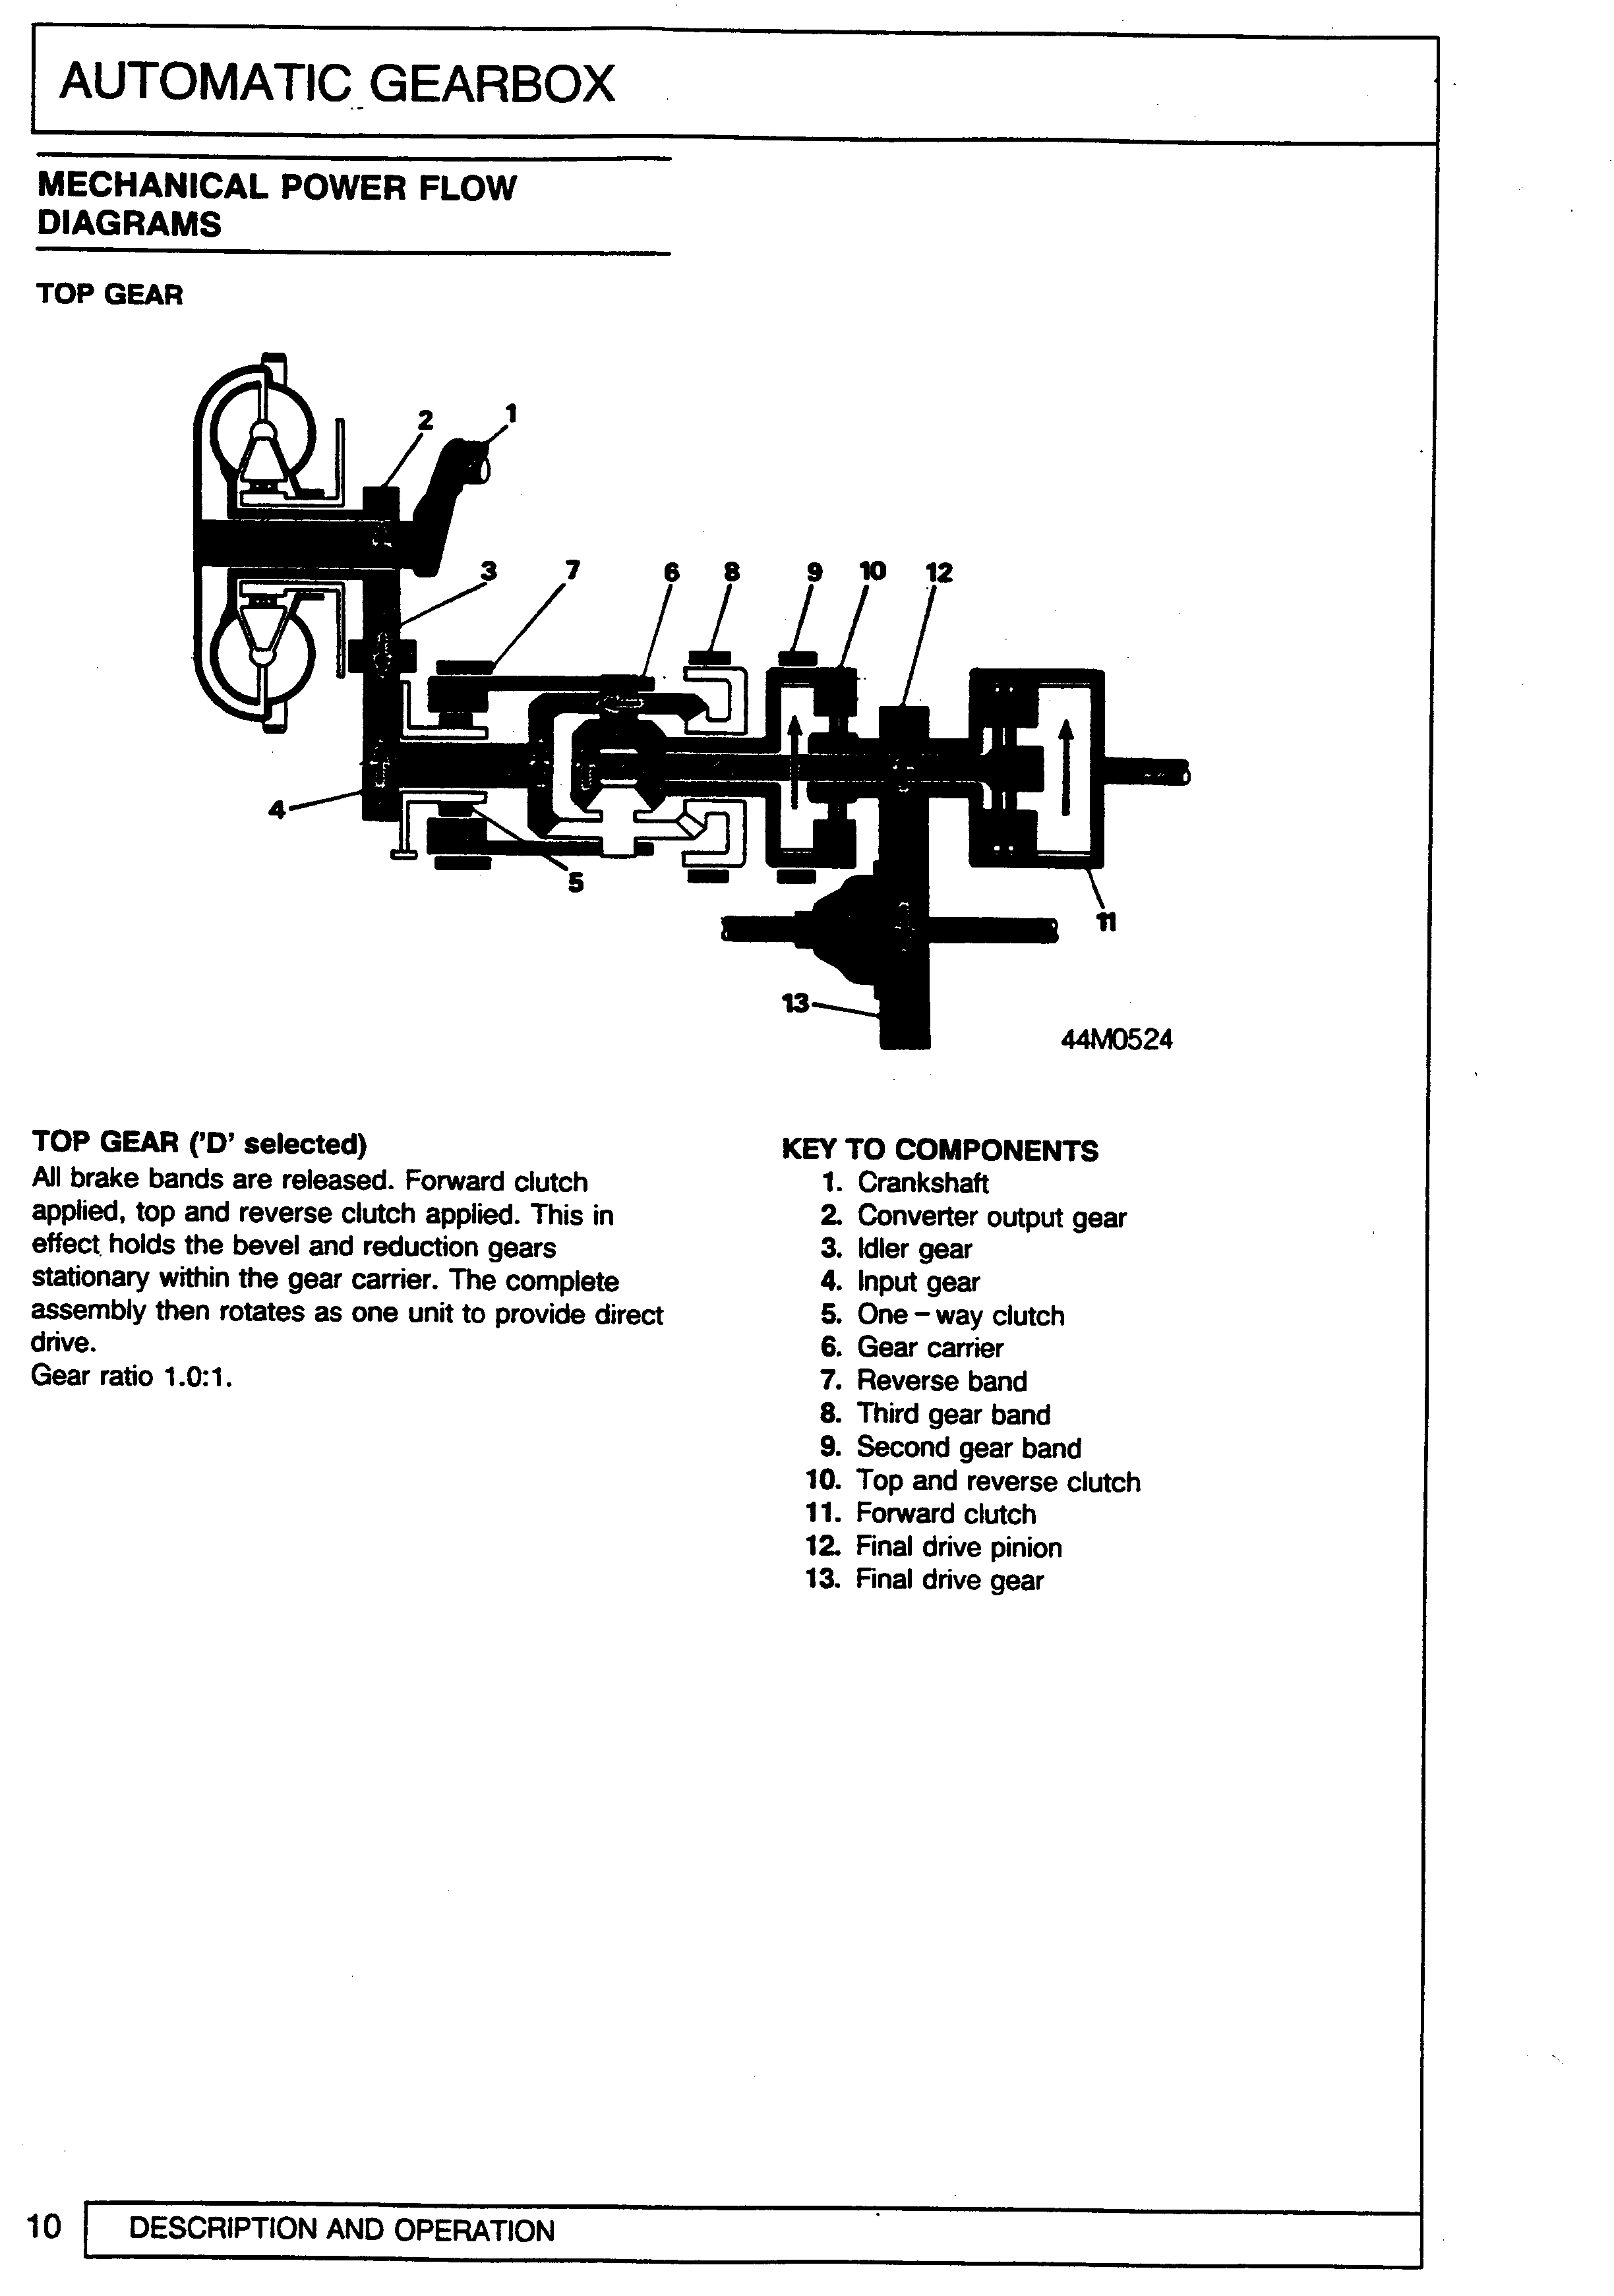 AUTOMATIC GEARBOX
MECHANICAL POWER FLOW
DIAGRAMS
TOP GEAR
2
1
3
7
6
8
9
10
12
4
5
11
13
44M0524
TOP GEAR ('D' selected)
All brake bands are released. Forward clutch
applied, top and reverse clutch applied. This in
effect holds the bevel and reduction gears
stationary within the gear carrier. The complete
assembly then rotates as one unit to provide direct
drive.
Gear ratio 1.0:1.
KEY TO COMPONENTS
1. Crankshaft
2. Converter output gear
3. Idler gear
4. Input gear
5. One – way clutch
6. Gear carrier
7. Reverse band
8. Third gear band
9. Second gear band
10. Top and reverse clutch
11. Forward clutch
12. Final drive pinion
13. Final drive gear
10
DESCRIPTION AND OPERATION